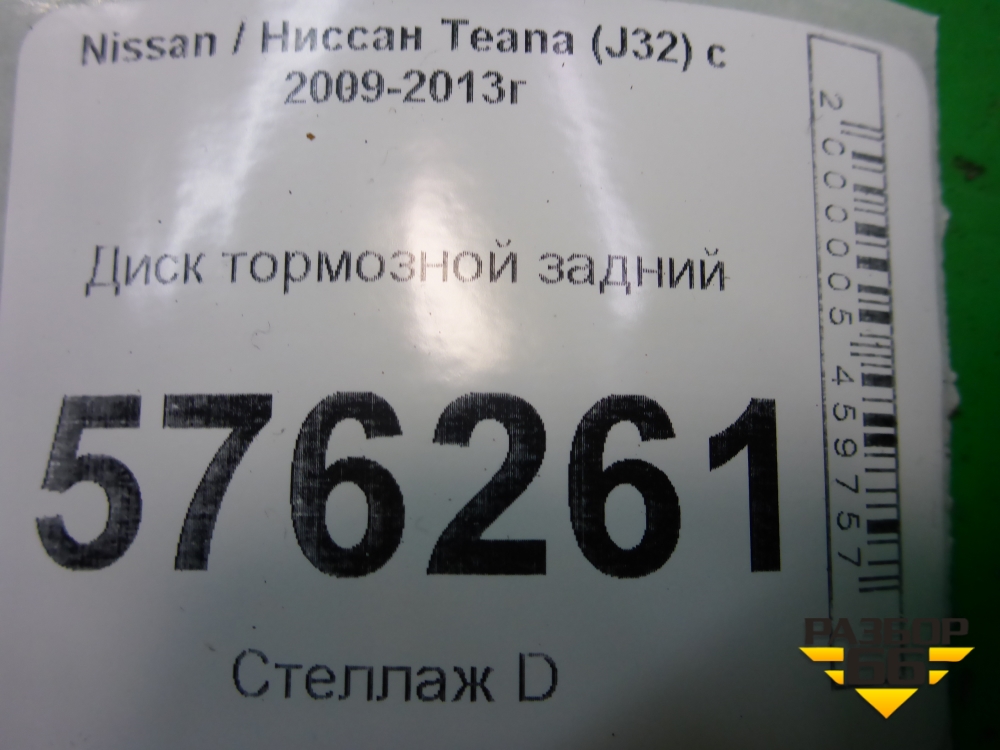 Nissan / Ниссан Teana (J32) с
2009-2013г
Диск тормозной задний
576261
Стеллаж D
2000005459757
РАЗБОР
66